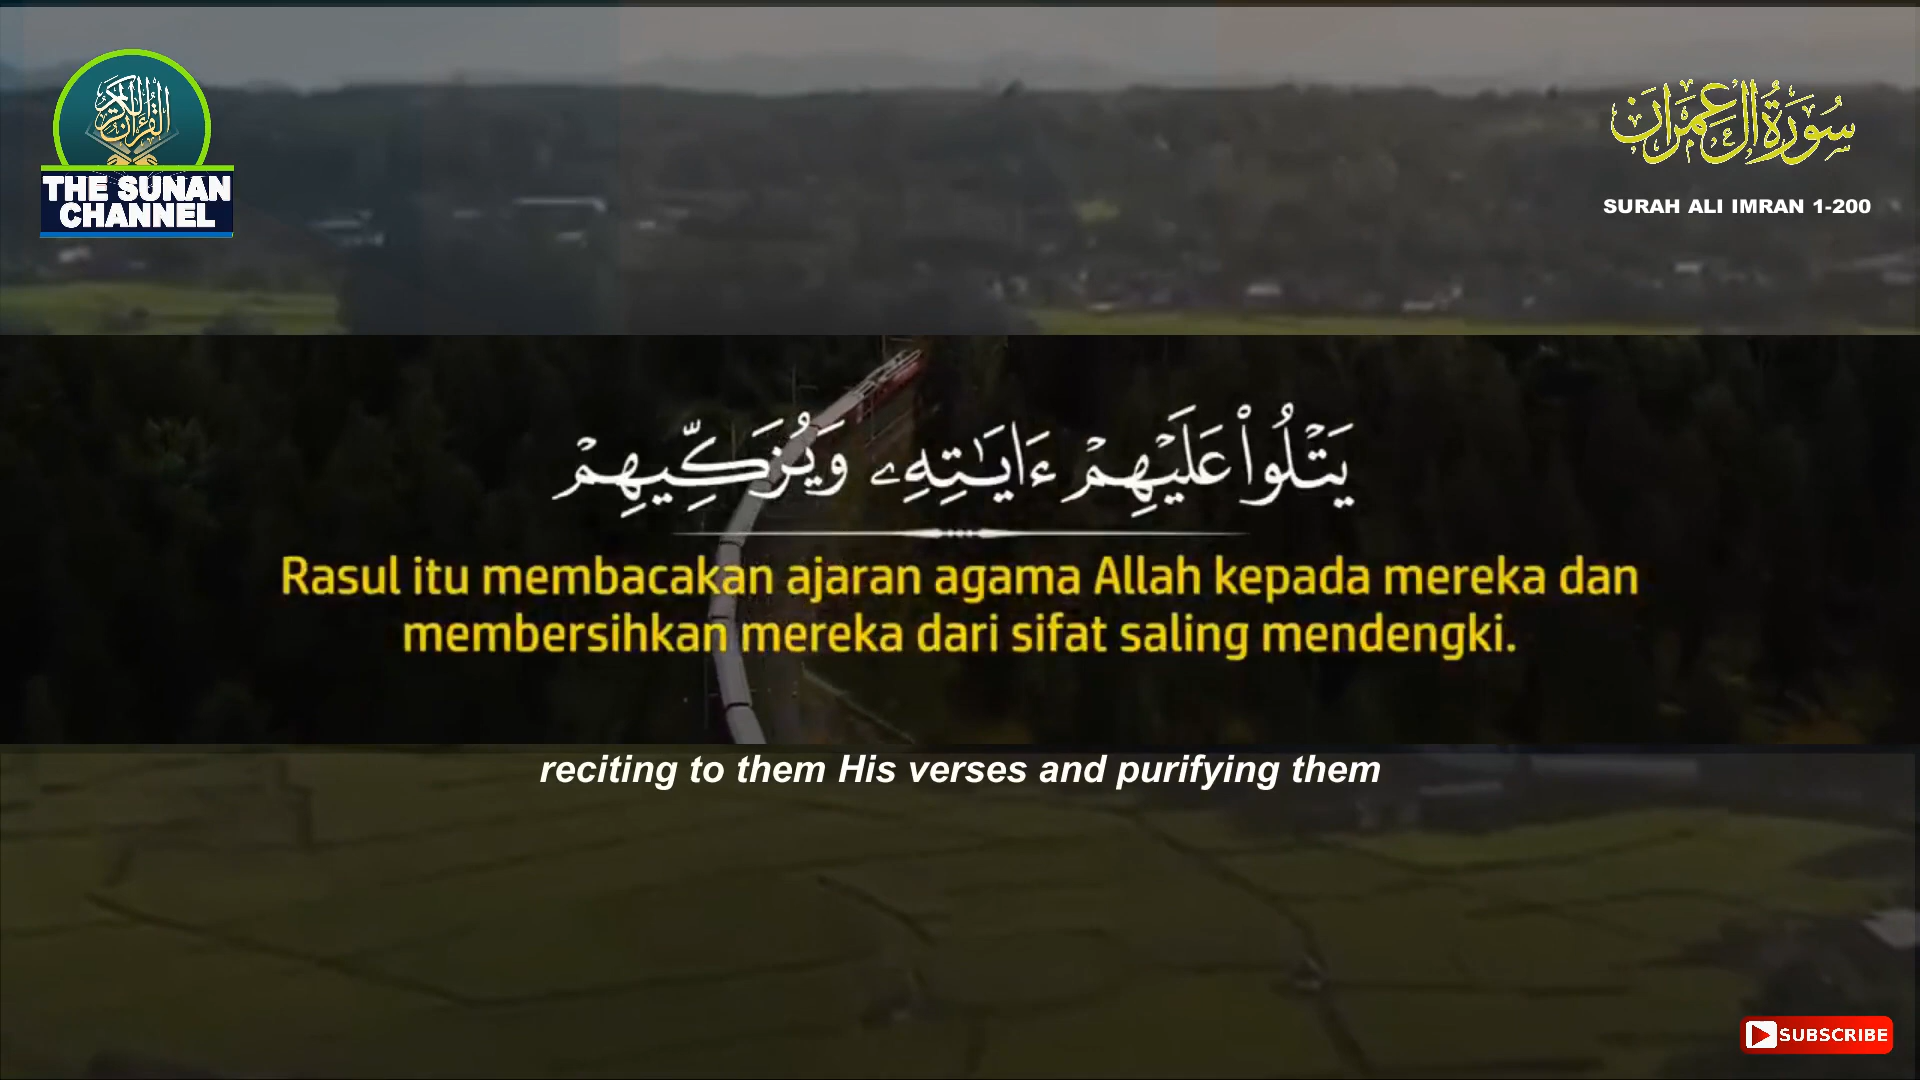 القرآن الكريم
THE SUNAN
CHANNEL
سُورَةُ آلِ عِمْرَان
SURAH ALI IMRAN 1-200
يَتْلُوا۟ عَلَيْهِمْ ءَايَـٰتِهِۦ وَيُزَكِّيهِمْ
Rasul itu membacakan ajaran agama Allah kepada mereka dan
membersihkan mereka dari sifat saling mendengki.
reciting to them His verses and purifying them
SUBSCRIBE